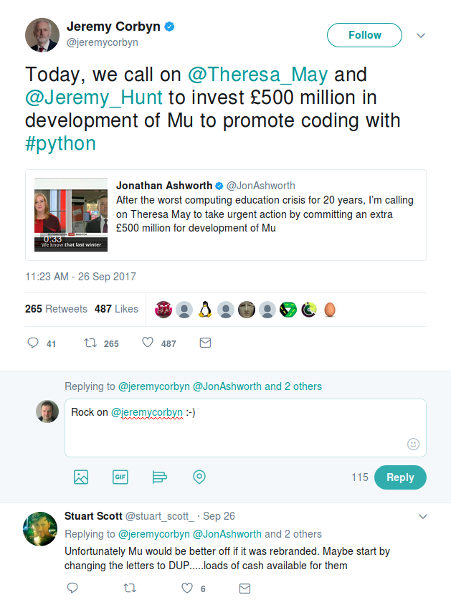 Jeremy Corbyn
@jeremycorbyn
Follow
Today, we call on @Theresa_May and
@Jeremy_Hunt to invest £500 million in
development of Mu to promote coding with
#python
Jonathan Ashworth @JonAshworth
After the worst computing education crisis for 20 years, I'm calling
on Theresa May to take urgent action by committing an extra
£500 million for development of Mu
0:33
We know that last winter
11:23 AM - 26 Sep 2017
265 Retweets 487 Likes
41 265 487
Replying to @jeremycorbyn @JonAshworth and 2 others
Rock on @jeremycorbyn :-)
GIF
115 Reply
Stuart Scott @stuart_scott_ · Sep 26
Replying to @jeremycorbyn @JonAshworth and 2 others
Unfortunately Mu would be better off if it was rebranded. Maybe start by
changing the letters to DUP.....loads of cash available for them
6